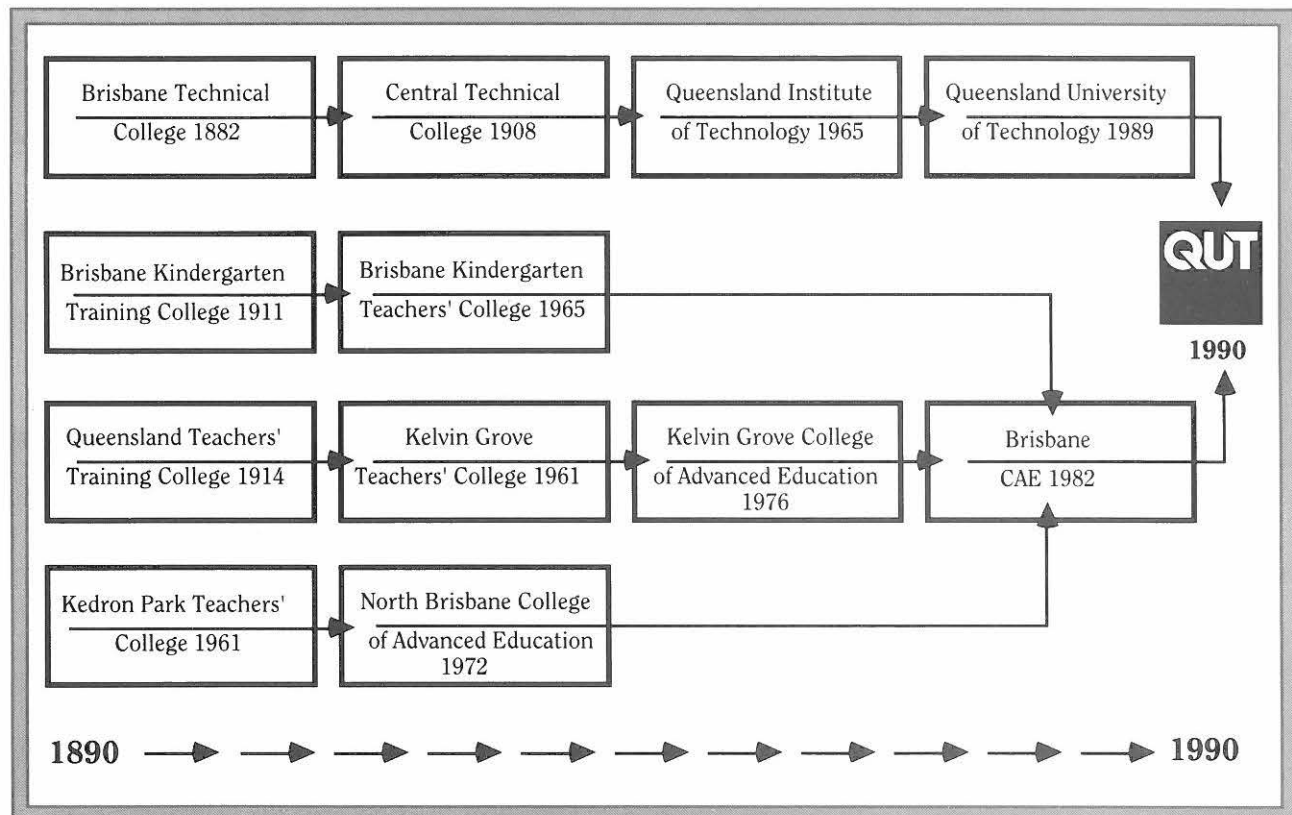 Brisbane Technical
College 1882
Central Technical
College 1908
Queensland Institute
of Technology 1965
Queensland University
of Technology 1989
QUT
1990
Brisbane Kindergarten
Training College 1911
Brisbane Kindergarten
Teachers' College 1965
Queensland Teachers'
Training College 1914
Kelvin Grove
Teachers' College 1961
Kelvin Grove College
of Advanced Education
1976
Brisbane
CAE 1982
Kedron Park Teachers'
College 1961
North Brisbane College
of Advanced Education
1972
1890
1990